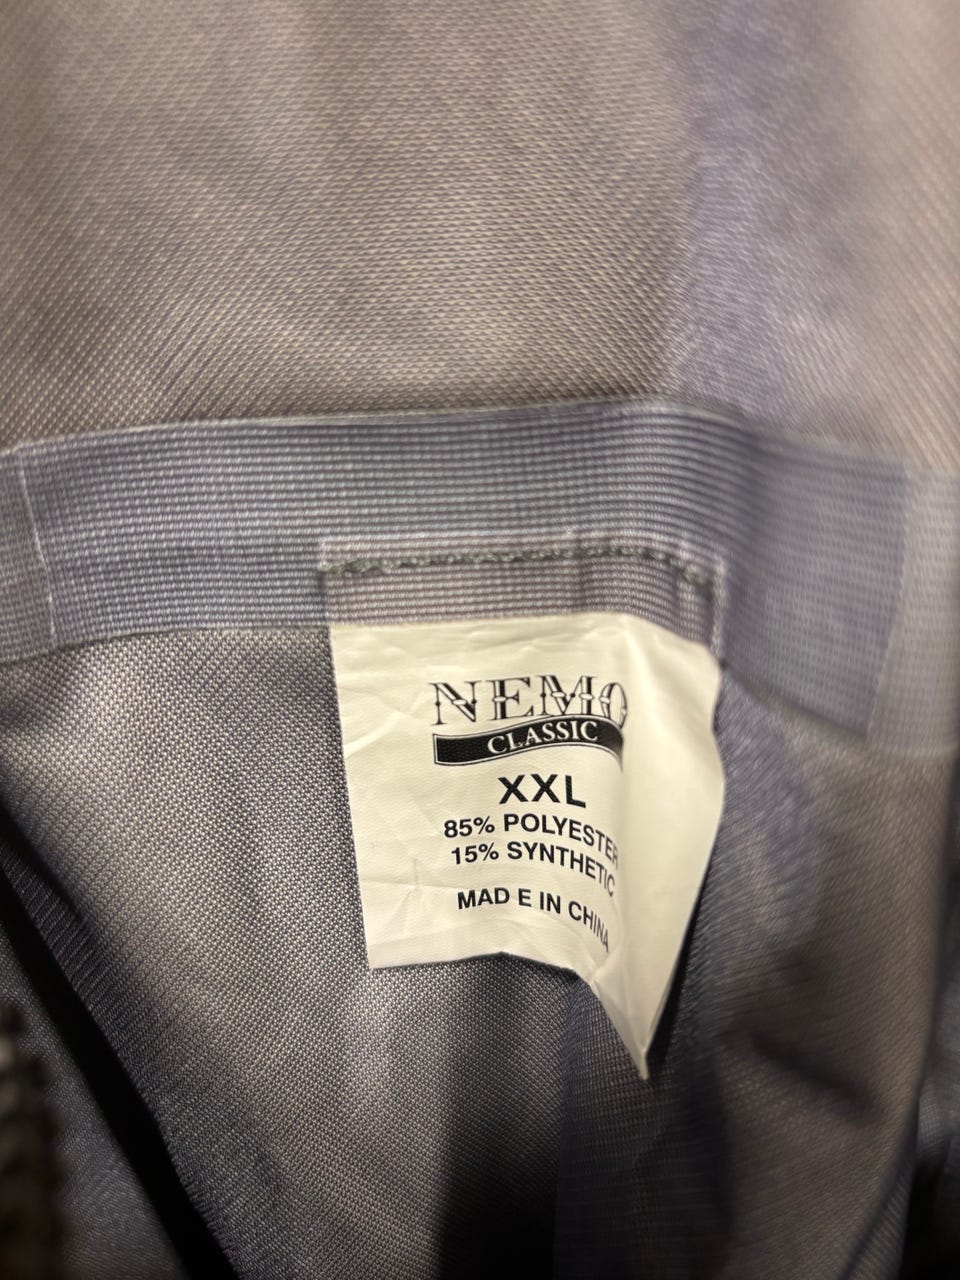 NEMO
CLASSIC
XXL
85% POLYESTER
15% SYNTHETIC
MAD E IN CHINA